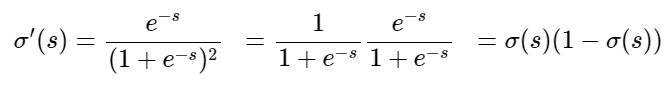 σ′(s) = e^{−s} / (1 + e^{−s})² = 1 / (1 + e^{−s}) e^{−s} / (1 + e^{−s}) = σ(s)(1 − σ(s))